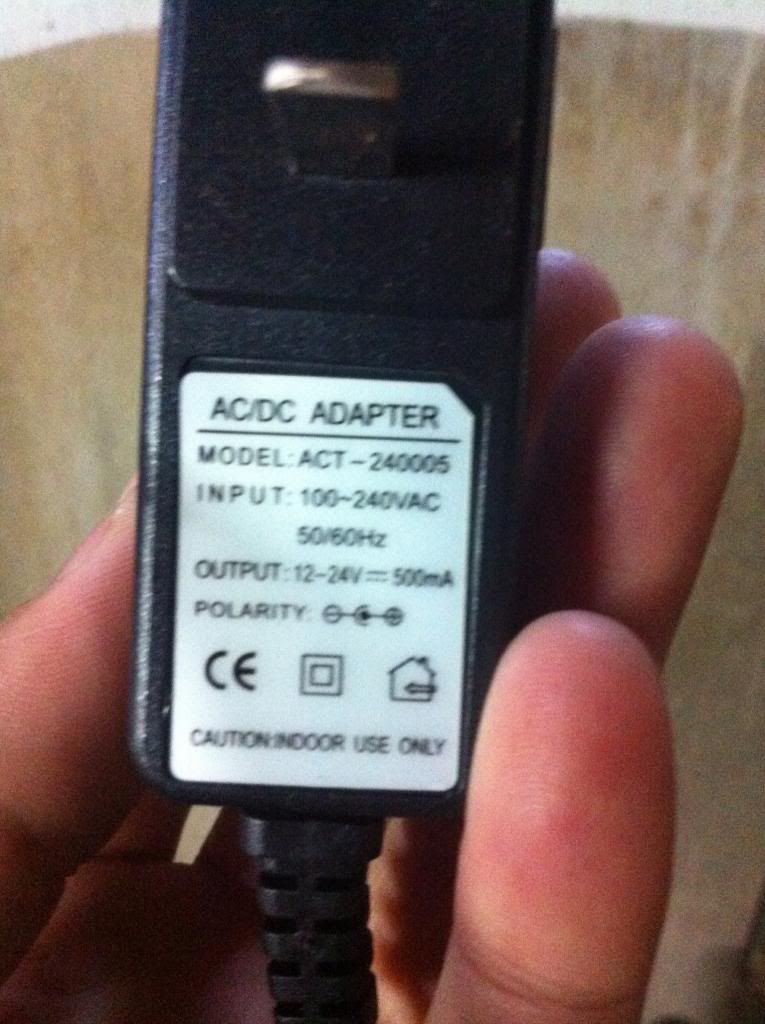 AC/DC ADAPTER
MODEL: ACT-240005
INPUT: 100~240VAC
50/60Hz
OUTPUT: 12-24V⎓500mA
POLARITY:
CE
CAUTION:INDOOR USE ONLY